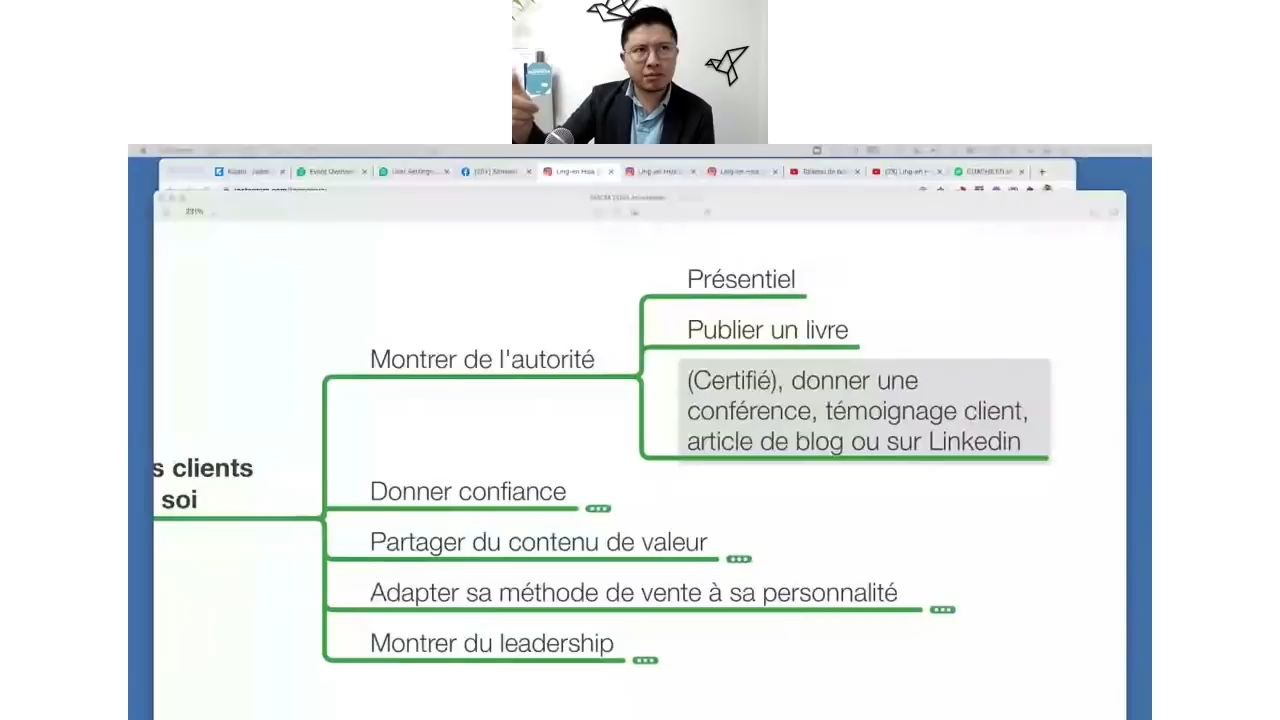 231%
Présentiel
Publier un livre
Montrer de l'autorité
(Certifié), donner une
conférence, témoignage client,
article de blog ou sur Linkedin
s clients
soi
Donner confiance
Partager du contenu de valeur
Adapter sa méthode de vente à sa personnalité
Montrer du leadership